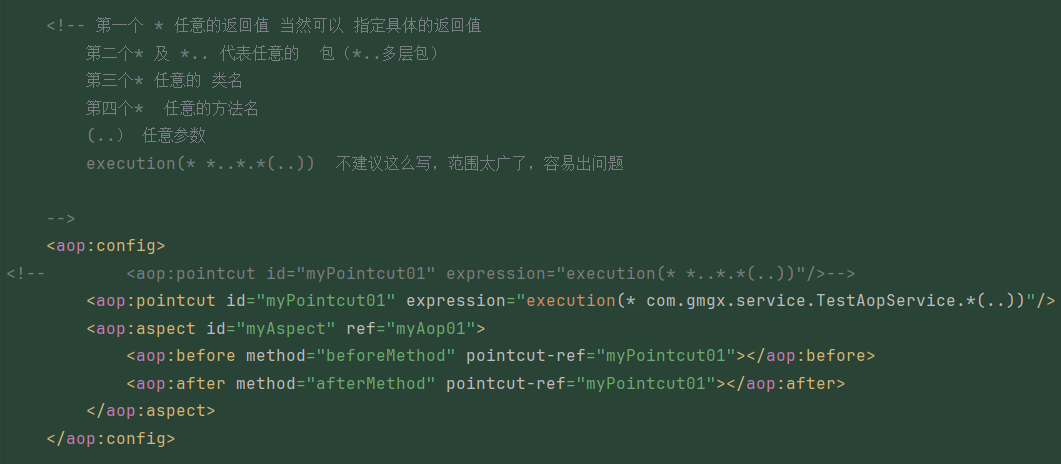 <!-- 第一个 * 任意的返回值 当然可以 指定具体的返回值
第二个* 及 *.. 代表任意的  包（*..多层包）
第三个* 任意的 类名
第四个*  任意的方法名
(..） 任意参数
execution(* *..*.*(..))  不建议这么写，范围太广了，容易出问题
-->
<aop:config>
<!--        <aop:pointcut id="myPointcut01" expression="execution(* *..*.*(..))"/>-->
<aop:pointcut id="myPointcut01" expression="execution(* com.gmgx.service.TestAopService.*(..))"/>
<aop:aspect id="myAspect" ref="myAop01">
<aop:before method="beforeMethod" pointcut-ref="myPointcut01"></aop:before>
<aop:after method="afterMethod" pointcut-ref="myPointcut01"></aop:after>
</aop:aspect>
</aop:config>